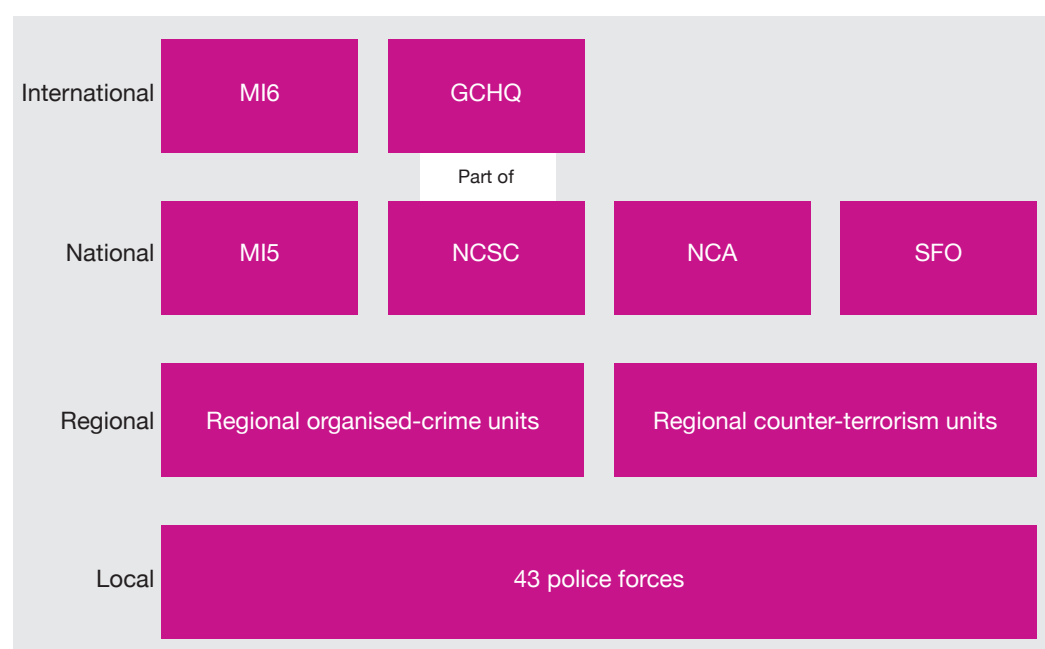 International MI6 GCHQ
Part of
National MI5 NCSC NCA SFO
Regional Regional organised-crime units Regional counter-terrorism units
Local 43 police forces